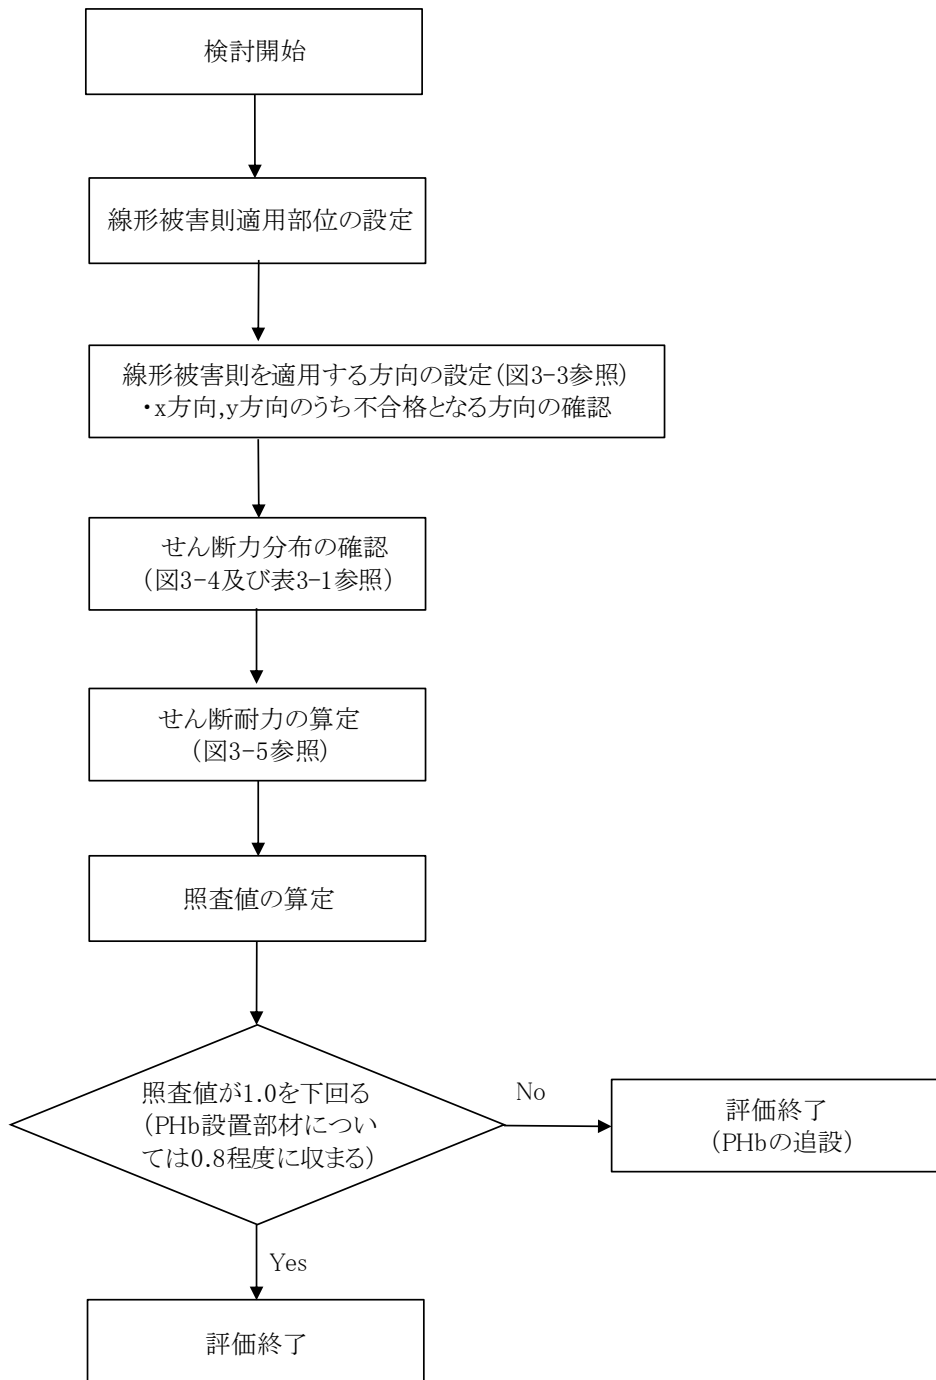 検討開始
線形被害則適用部位の設定
線形被害則を適用する方向の設定(図3-3参照)
・x方向,y方向のうち不合格となる方向の確認
せん断力分布の確認
(図3-4及び表3-1参照)
せん断耐力の算定
(図3-5参照)
照査値の算定
照査値が1.0を下回る
(PHb設置部材につい
ては0.8程度に収まる)
No
評価終了
(PHbの追設)
Yes
評価終了